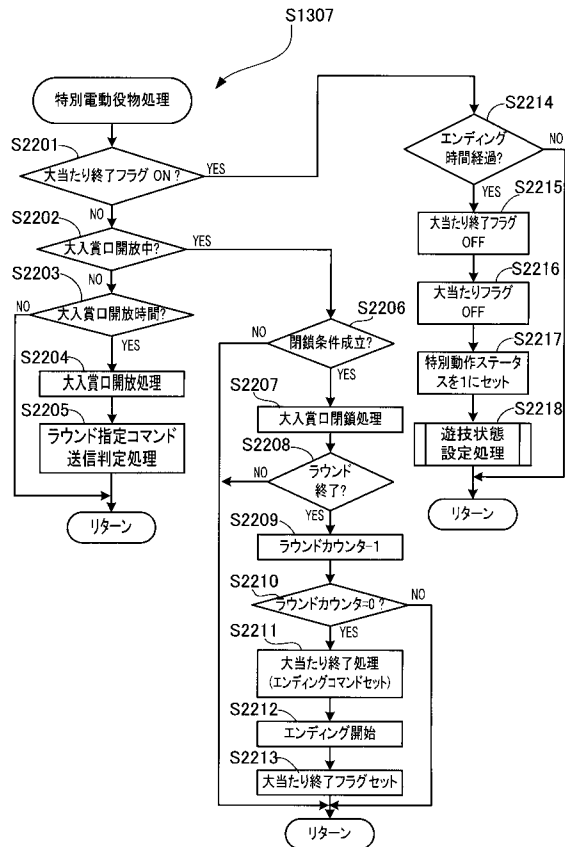 S1307
特別電動役物処理
S2201
大当たり終了フラグ ON？
YES
NO
S2202
大入賞口開放中？
YES
NO
S2203
大入賞口開放時間？
NO
YES
S2204
大入賞口開放処理
S2205
ラウンド指定コマンド
送信判定処理
リターン
S2206
閉鎖条件成立？
NO
YES
S2207
大入賞口閉鎖処理
S2208
ラウンド
終了？
NO
YES
S2209
ラウンドカウンタ-1
S2210
ラウンドカウンタ=0？
NO
YES
S2211
大当たり終了処理
(エンディングコマンドセット)
S2212
エンディング開始
S2213
大当たり終了フラグセット
リターン
S2214
エンディング
時間経過？
NO
YES
S2215
大当たり終了フラグ
OFF
S2216
大当たりフラグ
OFF
S2217
特別動作ステータ
スを1にセット
S2218
遊技状態
設定処理
リターン